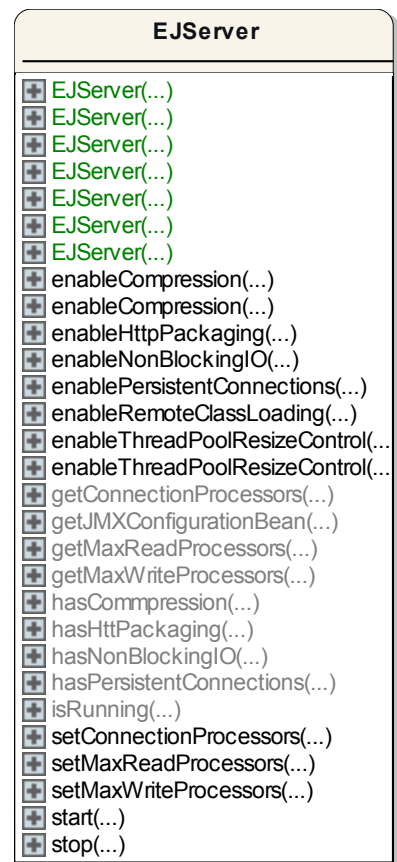 EJServer
EJServer(...)
EJServer(...)
EJServer(...)
EJServer(...)
EJServer(...)
EJServer(...)
EJServer(...)
enableCompression(...)
enableCompression(...)
enableHttpPackaging(...)
enableNonBlockingIO(...)
enablePersistentConnections(...)
enableRemoteClassLoading(...)
enableThreadPoolResizeControl(...
enableThreadPoolResizeControl(...
getConnectionProcessors(...)
getJMXConfigurationBean(...)
getMaxReadProcessors(...)
getMaxWriteProcessors(...)
hasCommpression(...)
hasHttPackaging(...)
hasNonBlockingIO(...)
hasPersistentConnections(...)
isRunning(...)
setConnectionProcessors(...)
setMaxReadProcessors(...)
setMaxWriteProcessors(...)
start(...)
stop(...)